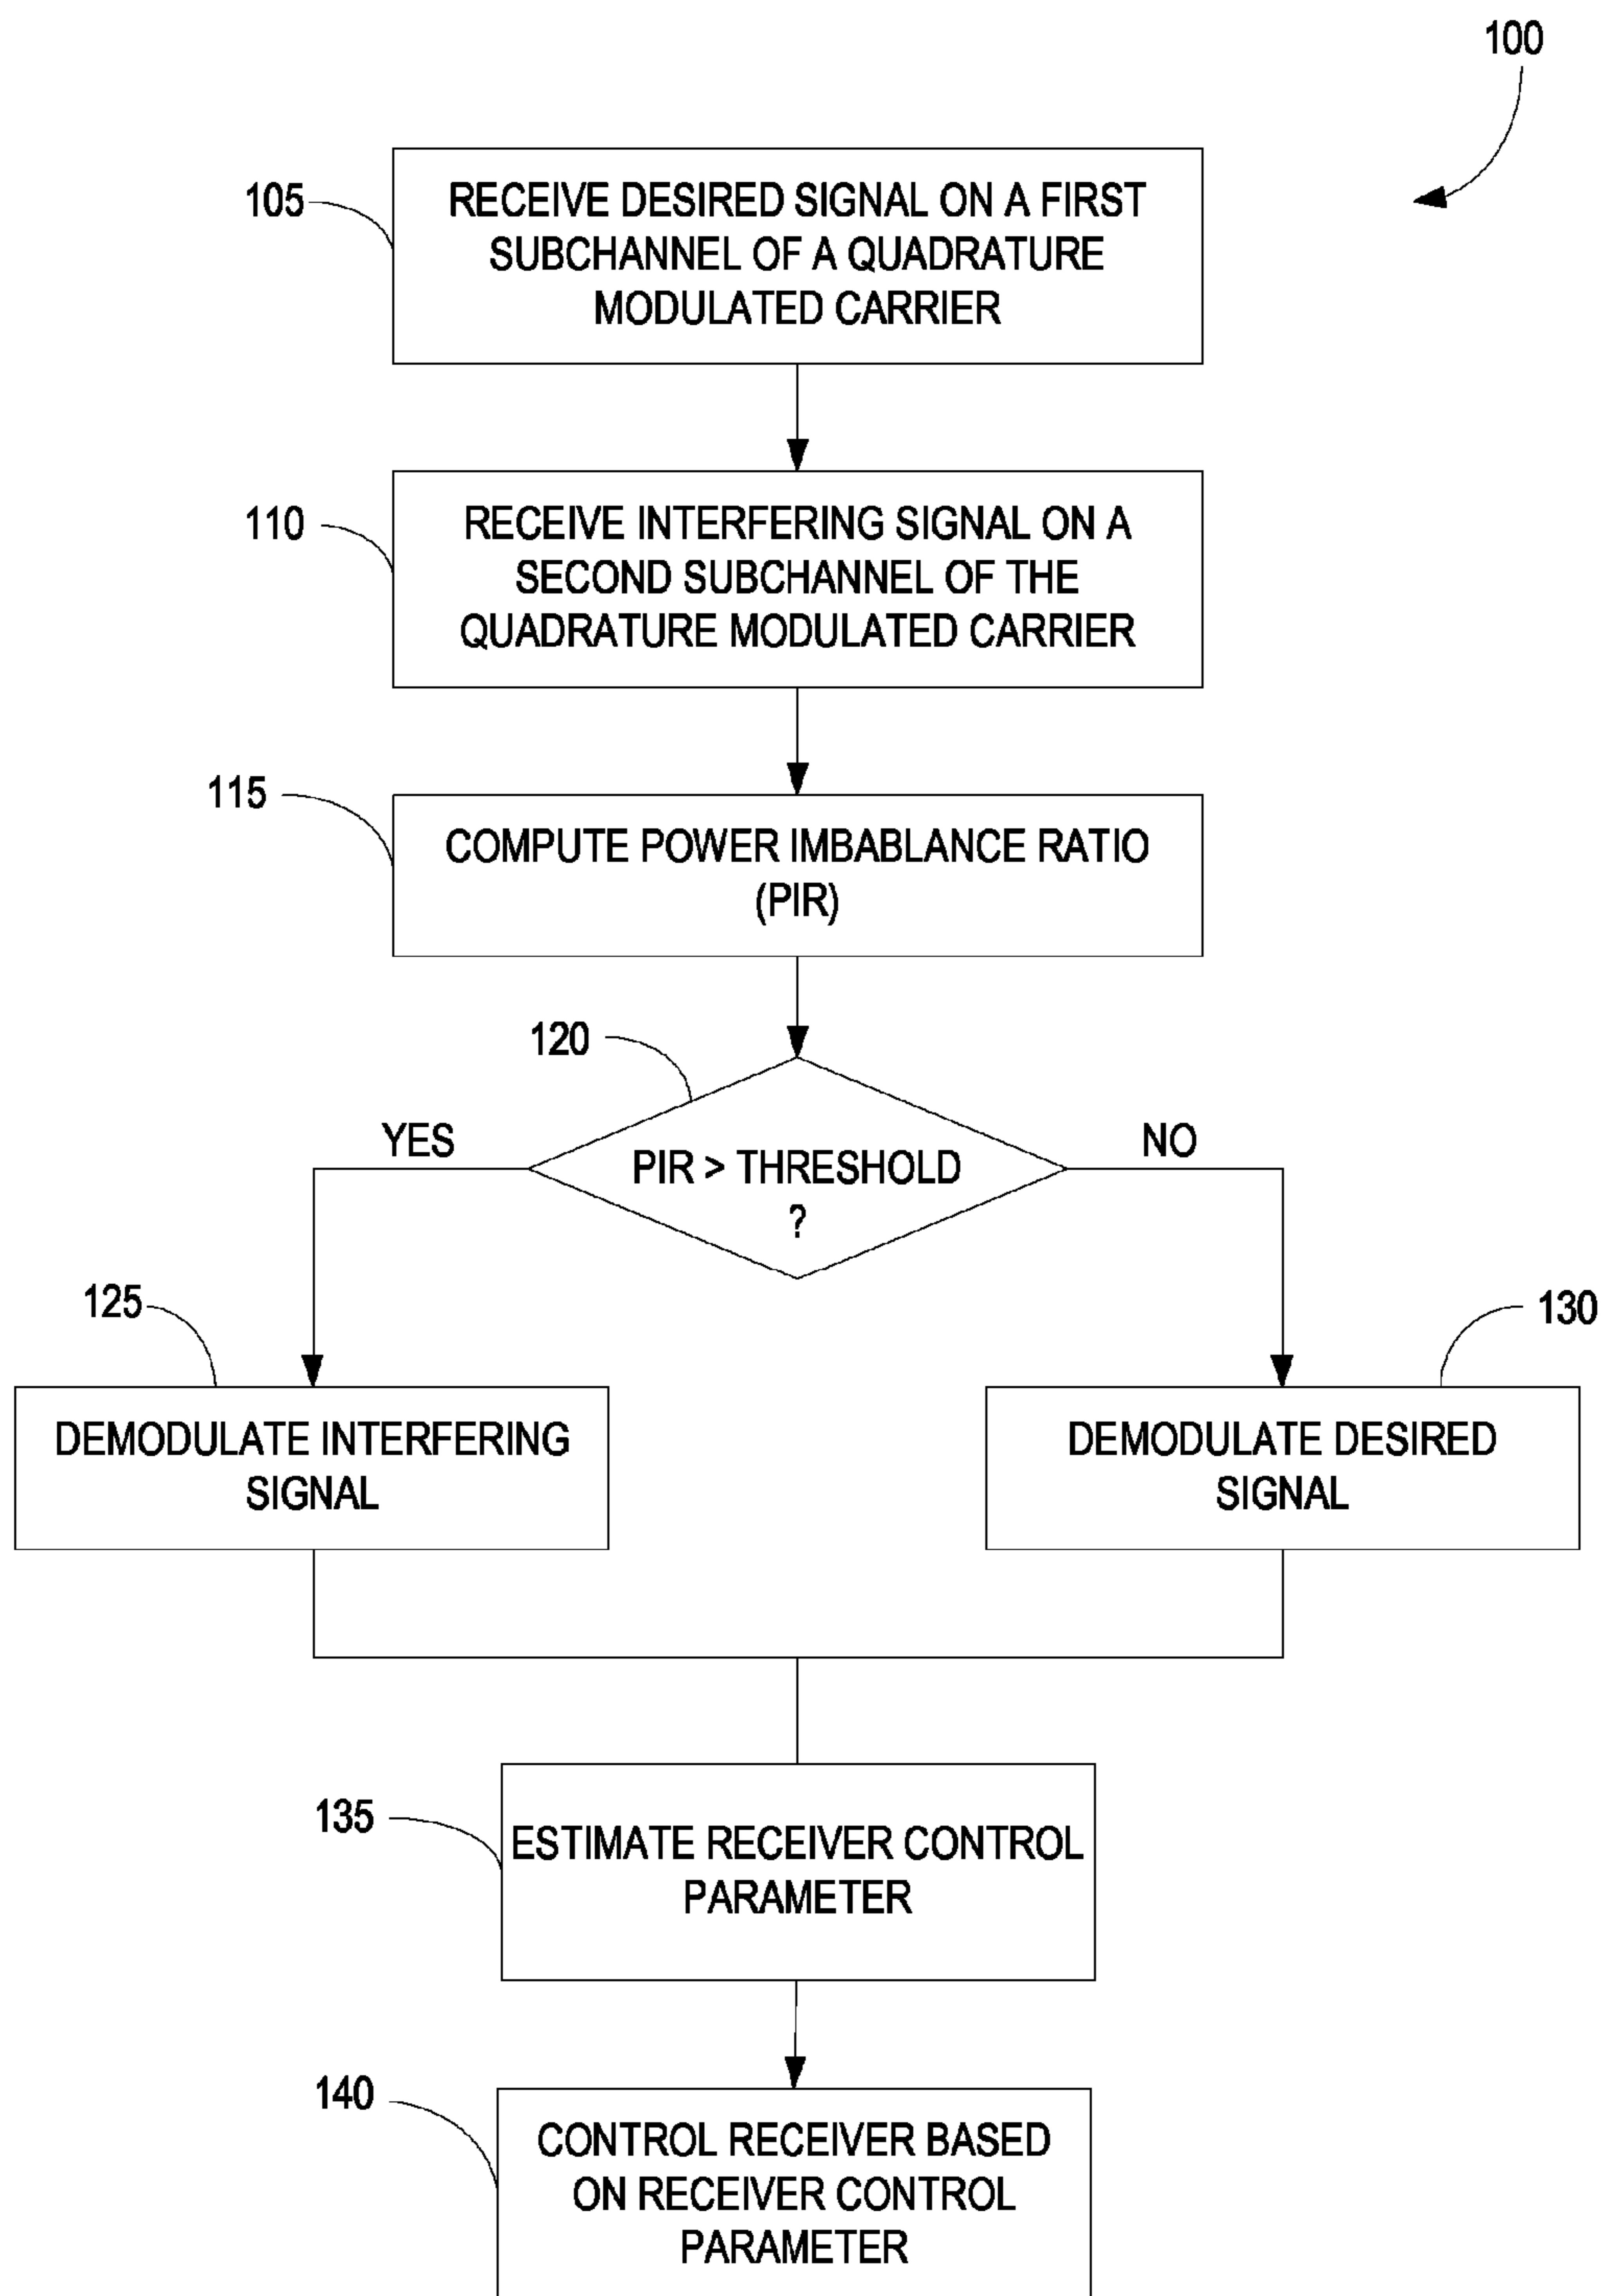 100
105
RECEIVE DESIRED SIGNAL ON A FIRST
SUBCHANNEL OF A QUADRATURE
MODULATED CARRIER
110
RECEIVE INTERFERING SIGNAL ON A
SECOND SUBCHANNEL OF THE
QUADRATURE MODULATED CARRIER
115
COMPUTE POWER IMBABLANCE RATIO
(PIR)
120
YES
PIR > THRESHOLD
?
NO
125
DEMODULATE INTERFERING
SIGNAL
130
DEMODULATE DESIRED
SIGNAL
135
ESTIMATE RECEIVER CONTROL
PARAMETER
140
CONTROL RECEIVER BASED
ON RECEIVER CONTROL
PARAMETER